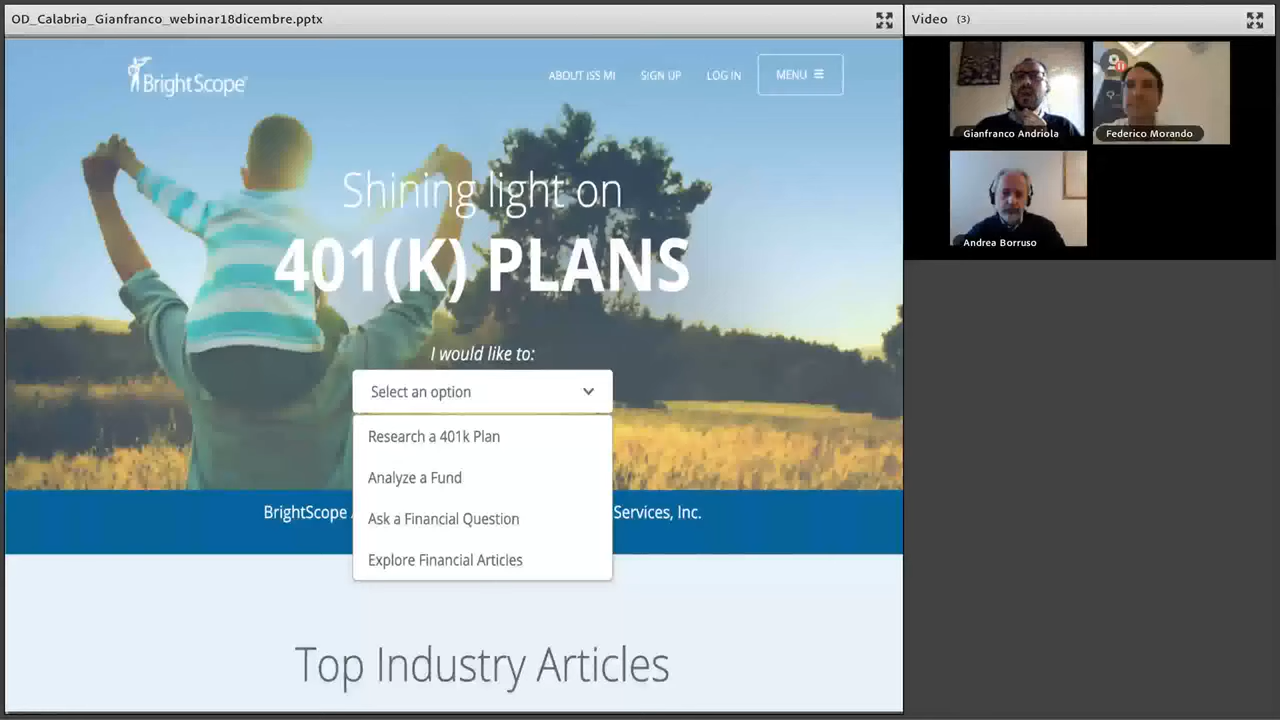 OD_Calabria_Gianfranco_webinar18dicembre.pptx
BrightScope
ABOUT ISS MI
SIGN UP
LOG IN
MENU
Shining light on
401(K) PLANS
I would like to:
Select an option
Research a 401k Plan
Analyze a Fund
Ask a Financial Question
Explore Financial Articles
BrightScope
Services, Inc.
Top Industry Articles
Video (3)
Gianfranco Andriola
Federico Morando
Andrea Borruso